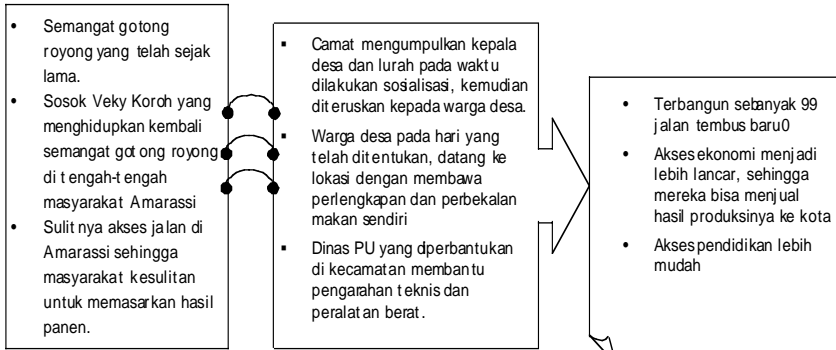 • Semangat gotong
royong yang telah sejak
lama.
• Sosok Veky Koroh yang
menghidupkan kembali
semangat gotong royong
di tengah-tengah
masyarakat Amarassi
• Sulitnya akses jalan di
Amarassi sehingga
masyarakat kesulitan
untuk memasarkan hasil
panen.
▪ Camat mengumpulkan kepala
desa dan lurah pada waktu
dilakukan sosialisasi, kemudian
diteruskan kepada warga desa.
▪ Warga desa pada hari yang
telah ditentukan, datang ke
lokasi dengan membawa
perlengkapan dan perbekalan
makan sendiri
▪ Dinas PU yang diperbantukan
di kecamatan membantu
pengarahan teknis dan
peralatan berat.
• Terbangun sebanyak 99
jalan tembus baru0
• Akses ekonomi menjadi
lebih lancar, sehingga
mereka bisa menjual
hasil produksinya ke kota
• Akses pendidikan lebih
mudah